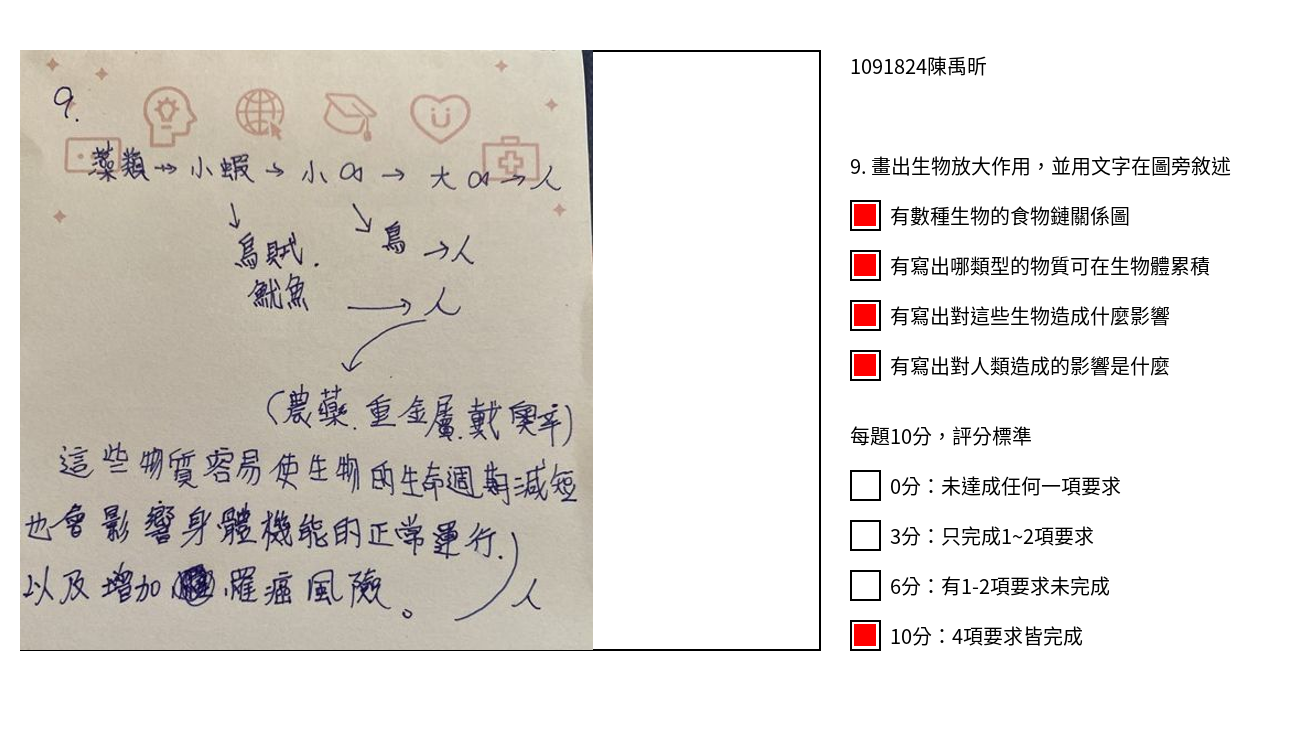 9.
藻類→小蝦→小魚→大魚→人
↓ ↘
烏賊. 鳥→人
魷魚 → 人
(農藥.重金屬.戴奧辛)
這些物質容易使生物的生命週期減短
也會影響身體機能的正常運行.
以及增加罹癌風險。
人
1091824陳禹昕
9. 畫出生物放大作用，並用文字在圖旁敘述
有數種生物的食物鏈關係圖
有寫出哪類型的物質可在生物體累積
有寫出對這些生物造成什麼影響
有寫出對人類造成的影響是什麼
每題10分，評分標準
0分：未達成任何一項要求
3分：只完成1~2項要求
6分：有1-2項要求未完成
10分：4項要求皆完成